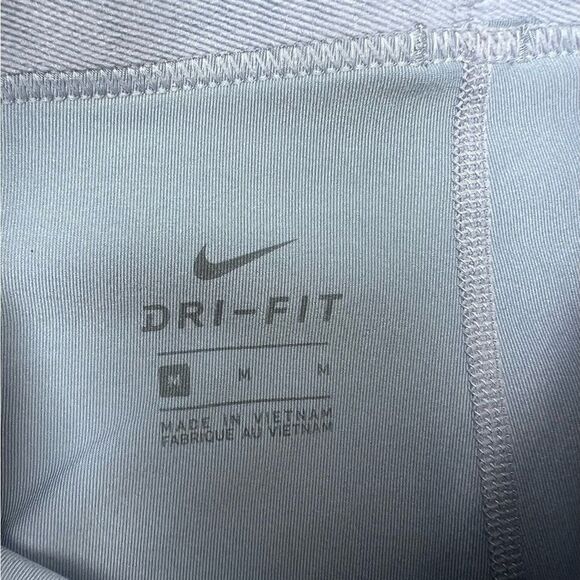 DRI-FIT
M M M
MADE IN VIETNAM
FABRIQUE AU VIETNAM